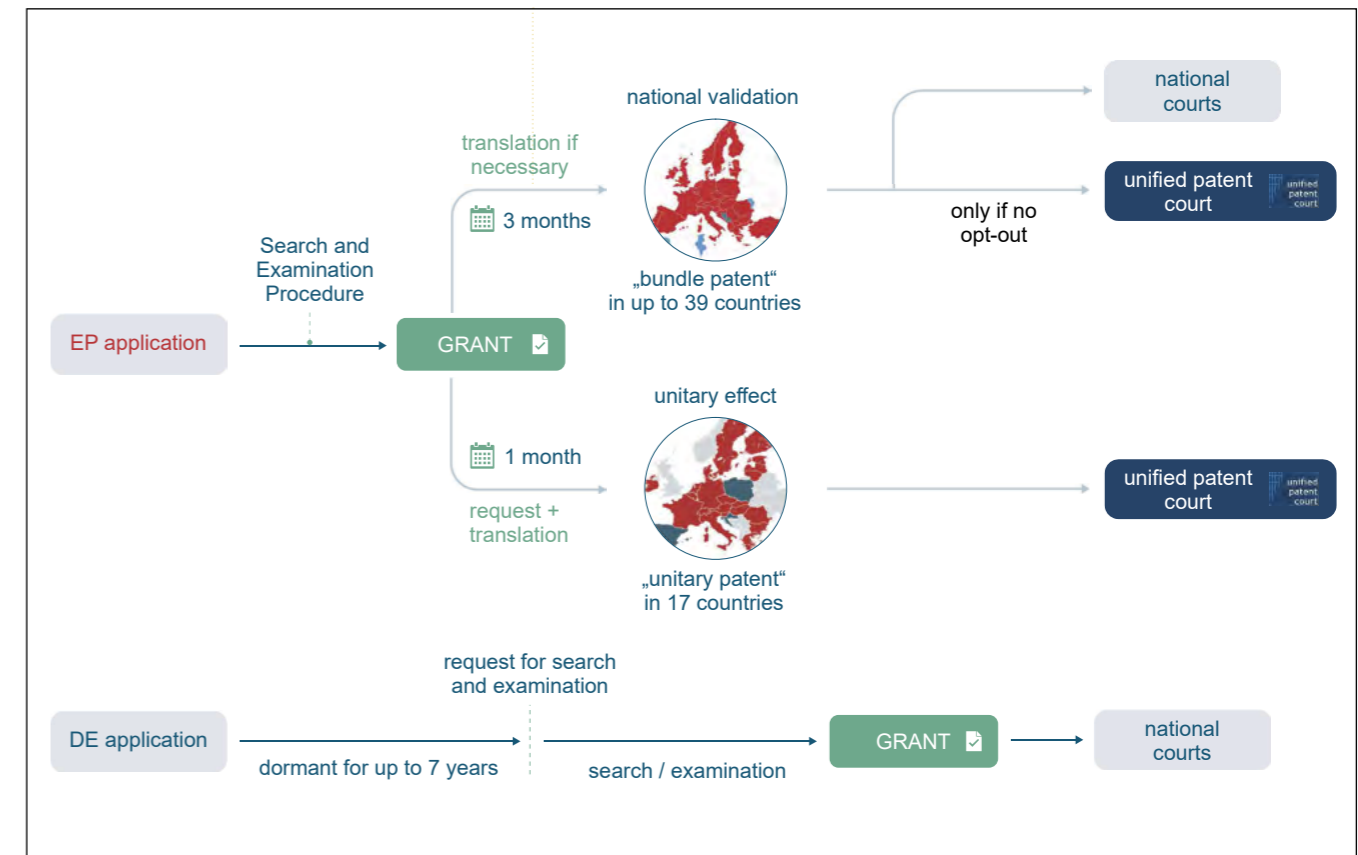 national
courts
national validation
translation if
necessary
unified patent
court
unified
patent
court
3 months
only if no
opt-out
Search and
Examination
Procedure
„bundle patent“
in up to 39 countries
EP application
GRANT
unitary effect
1 month
unified patent
court
unified
patent
court
request +
translation
„unitary patent“
in 17 countries
request for search
and examination
DE application
GRANT
national
courts
dormant for up to 7 years
search / examination